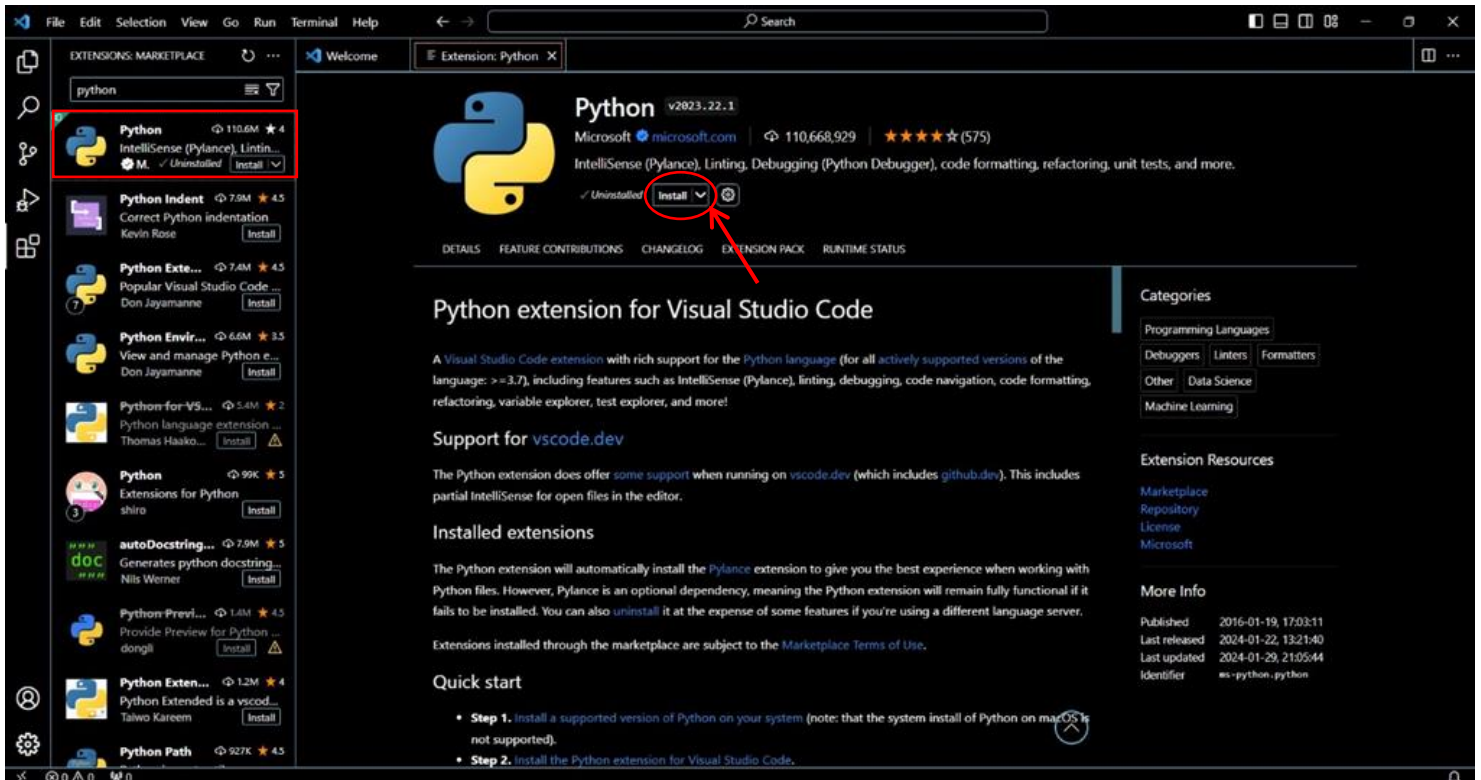 File Edit Selection View Go Run Terminal Help
Search
EXTENSIONS: MARKETPLACE
Welcome
Extension: Python
python
Python 110.6M ★ 4
IntelliSense (Pylance), Lintin...
M. ✓ Uninstalled Install
Python Indent 7.9M ★ 4.5
Correct Python indentation
Kevin Rose Install
Python Exte... 7.4M ★ 4.5
Popular Visual Studio Code ...
Don Jayamanne Install
7
Python Envir... 6.6M ★ 3.5
View and manage Python e...
Don Jayamanne Install
Python for VS... 5.4M ★ 2
Python language extension ...
Thomas Haako... Install
Python 99K ★ 5
Extensions for Python
shiro Install
3
autoDocstring... 7.9M ★ 5
Generates python docstring...
Nils Werner Install
doc
Python Previ... 1.4M ★ 4.5
Provide Preview for Python ...
dongli Install
Python Exten... 1.2M ★ 4
Python Extended is a vscod...
Taiwo Kareem Install
Python Path 927K ★ 4.5
Python v2023.22.1
Microsoft microsoft.com 110,668,929 ★★★★☆ (575)
IntelliSense (Pylance), Linting, Debugging (Python Debugger), code formatting, refactoring, unit tests, and more.
✓ Uninstalled Install
DETAILS FEATURE CONTRIBUTIONS CHANGELOG EXTENSION PACK RUNTIME STATUS
Python extension for Visual Studio Code
A Visual Studio Code extension with rich support for the Python language (for all actively supported versions of the
language: >=3.7), including features such as IntelliSense (Pylance), linting, debugging, code navigation, code formatting,
refactoring, variable explorer, test explorer, and more!
Support for vscode.dev
The Python extension does offer some support when running on vscode.dev (which includes github.dev). This includes
partial IntelliSense for open files in the editor.
Installed extensions
The Python extension will automatically install the Pylance extension to give you the best experience when working with
Python files. However, Pylance is an optional dependency, meaning the Python extension will remain fully functional if it
fails to be installed. You can also uninstall it at the expense of some features if you're using a different language server.
Extensions installed through the marketplace are subject to the Marketplace Terms of Use.
Quick start
• Step 1. Install a supported version of Python on your system (note: that the system install of Python on macOS is
not supported).
• Step 2. Install the Python extension for Visual Studio Code.
Categories
Programming Languages
Debuggers Linters Formatters
Other Data Science
Machine Learning
Extension Resources
Marketplace
Repository
License
Microsoft
More Info
Published 2016-01-19, 17:03:11
Last released 2024-01-22, 13:21:40
Last updated 2024-01-29, 21:05:44
Identifier ms-python.python
0 0 0